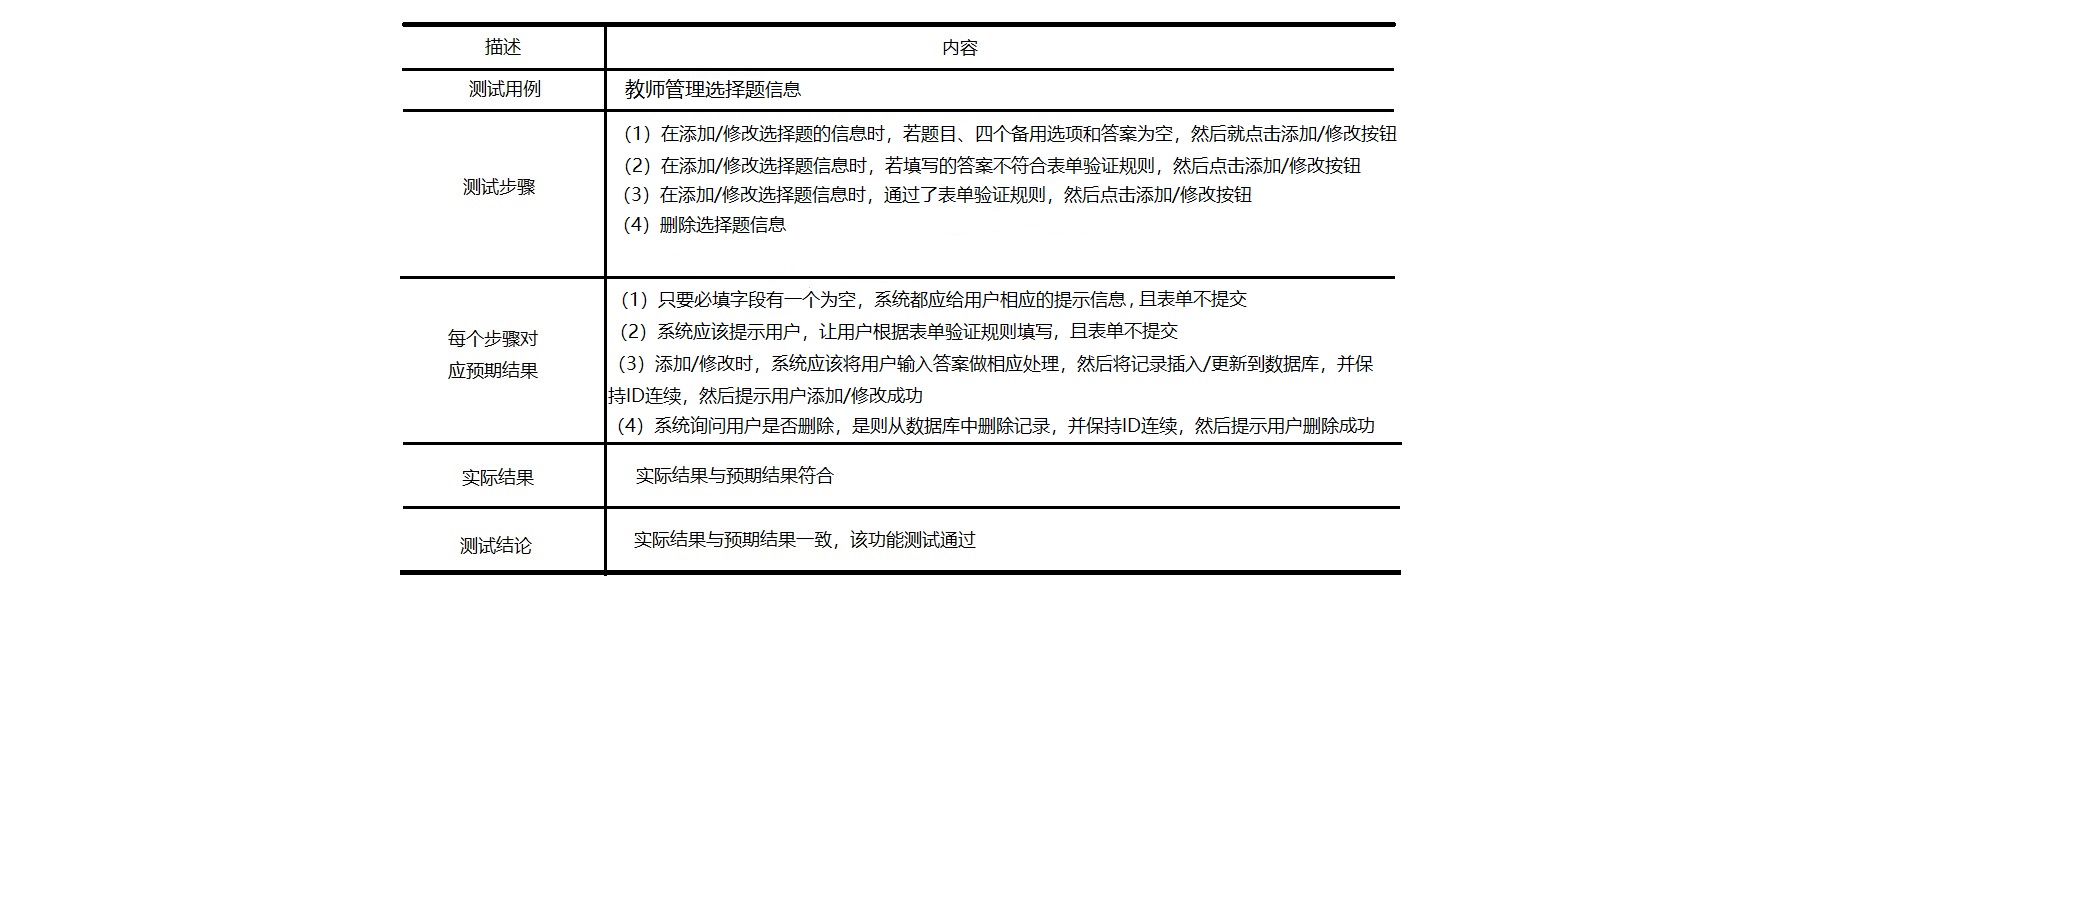 描述 内容
测试用例 教师管理选择题信息
（1）在添加/修改选择题的信息时，若题目、四个备用选项和答案为空，然后就点击添加/修改按钮
（2）在添加/修改选择题信息时，若填写的答案不符合表单验证规则，然后点击添加/修改按钮
测试步骤
（3）在添加/修改选择题信息时，通过了表单验证规则，然后点击添加/修改按钮
（4）删除选择题信息
（1）只要必填字段有一个为空，系统都应给用户相应的提示信息，且表单不提交
（2）系统应该提示用户，让用户根据表单验证规则填写，且表单不提交
每个步骤对
应预期结果
（3）添加/修改时，系统应该将用户输入答案做相应处理，然后将记录插入/更新到数据库，并保
持ID连续，然后提示用户添加/修改成功
（4）系统询问用户是否删除，是则从数据库中删除记录，并保持ID连续，然后提示用户删除成功
实际结果 实际结果与预期结果符合
测试结论 实际结果与预期结果一致，该功能测试通过